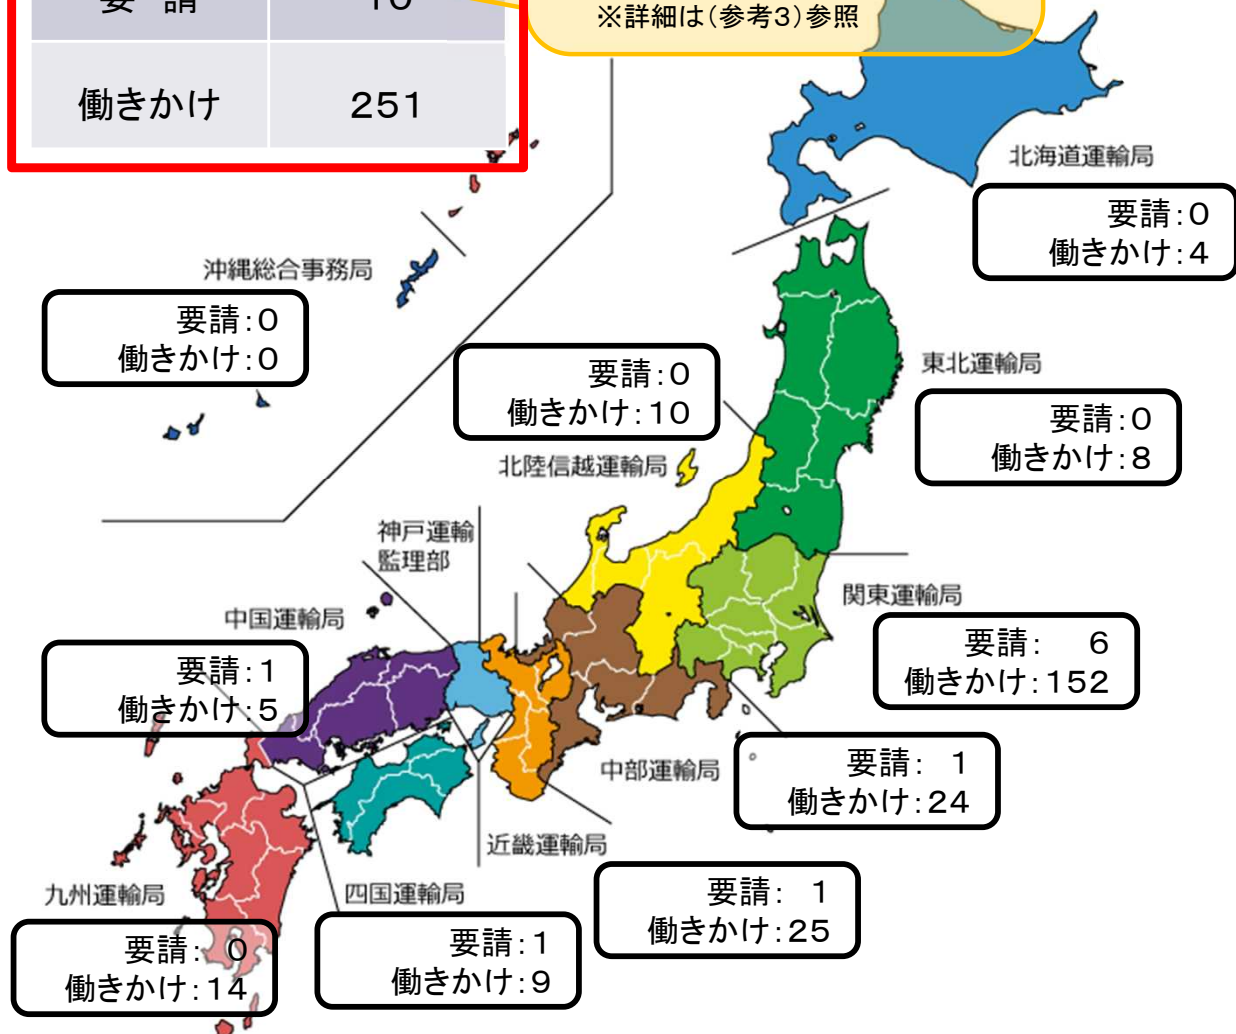 要 請 10
※詳細は(参考3)参照
働きかけ 251
北海道運輸局
要請:0
働きかけ:4
沖縄総合事務局
要請:0
働きかけ:0
東北運輸局
要請:0
働きかけ:8
要請:0
働きかけ:10
北陸信越運輸局
神戸運輸
監理部
関東運輸局
要請: 6
働きかけ:152
中国運輸局
要請:1
働きかけ:5
中部運輸局
要請: 1
働きかけ:24
近畿運輸局
要請: 1
働きかけ:25
九州運輸局
要請: 0
働きかけ:14
四国運輸局
要請:1
働きかけ:9